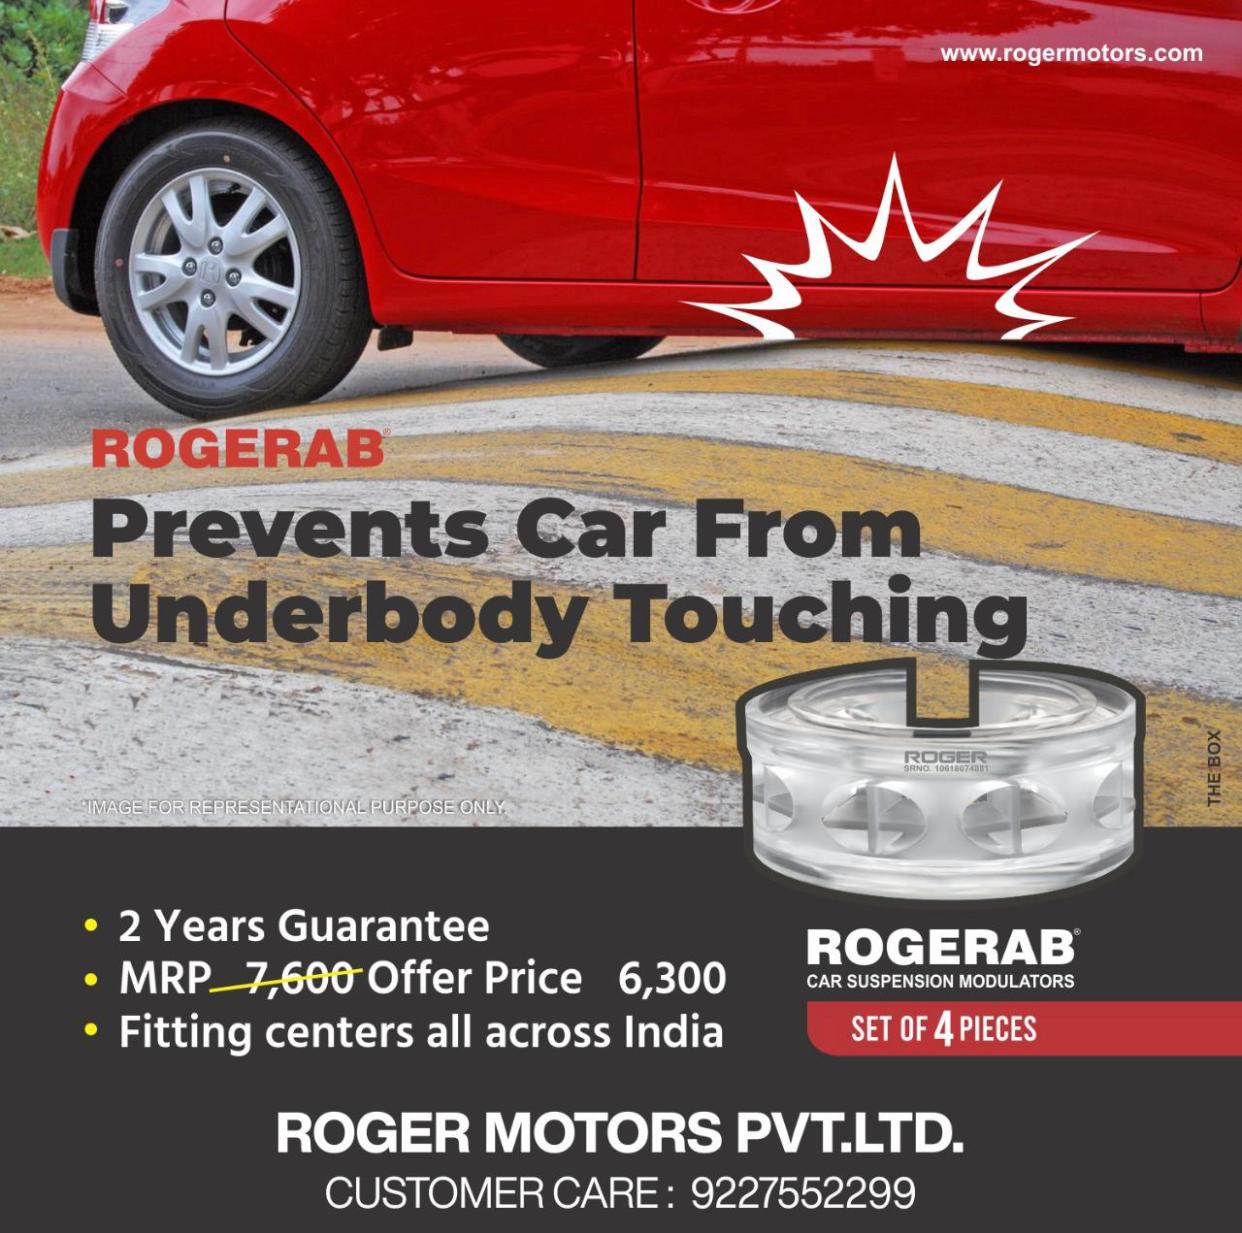 www.rogermotors.com
ROGERAB®
Prevents Car From
Underbody Touching
ROGER
SRNO. 10618674881
THE BOX
*IMAGE FOR REPRESENTATIONAL PURPOSE ONLY
• 2 Years Guarantee
• MRP 7,600 Offer Price 6,300
• Fitting centers all across India
ROGERAB®
CAR SUSPENSION MODULATORS
SET OF 4 PIECES
ROGER MOTORS PVT.LTD.
CUSTOMER CARE : 9227552299